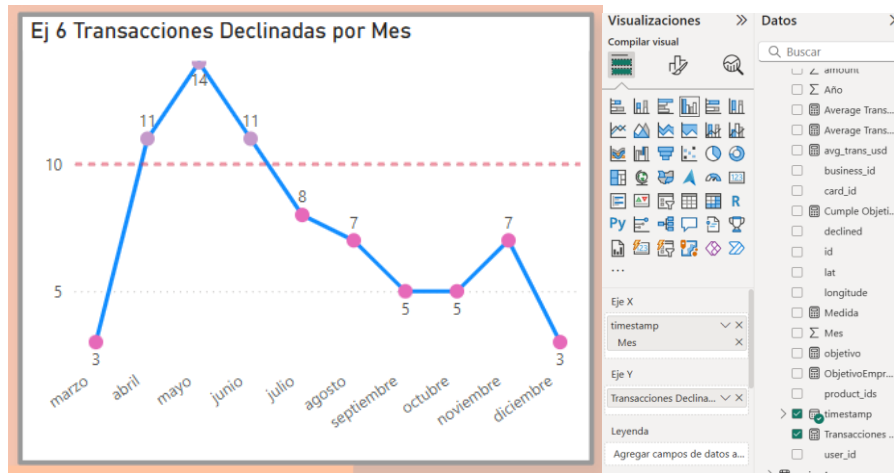 Ej 6 Transacciones Declinadas por Mes
14
11
11
10
8
7
7
5
5
5
3
3
marzo
abril
mayo
junio
julio
agosto
septiembre
octubre
noviembre
diciembre
Visualizaciones
Compilar visual
R
Py
123
...
Eje X
timestamp
Mes
Eje Y
Transacciones Declina...
Leyenda
Agregar campos de datos a...
Datos
Buscar
amount
Año
Average Trans...
Average Trans...
avg_trans_usd
business_id
card_id
Cumple Objeti...
declined
id
lat
longitude
Medida
Mes
objetivo
ObjetivoEmpr...
product_ids
timestamp
Transacciones ...
user_id